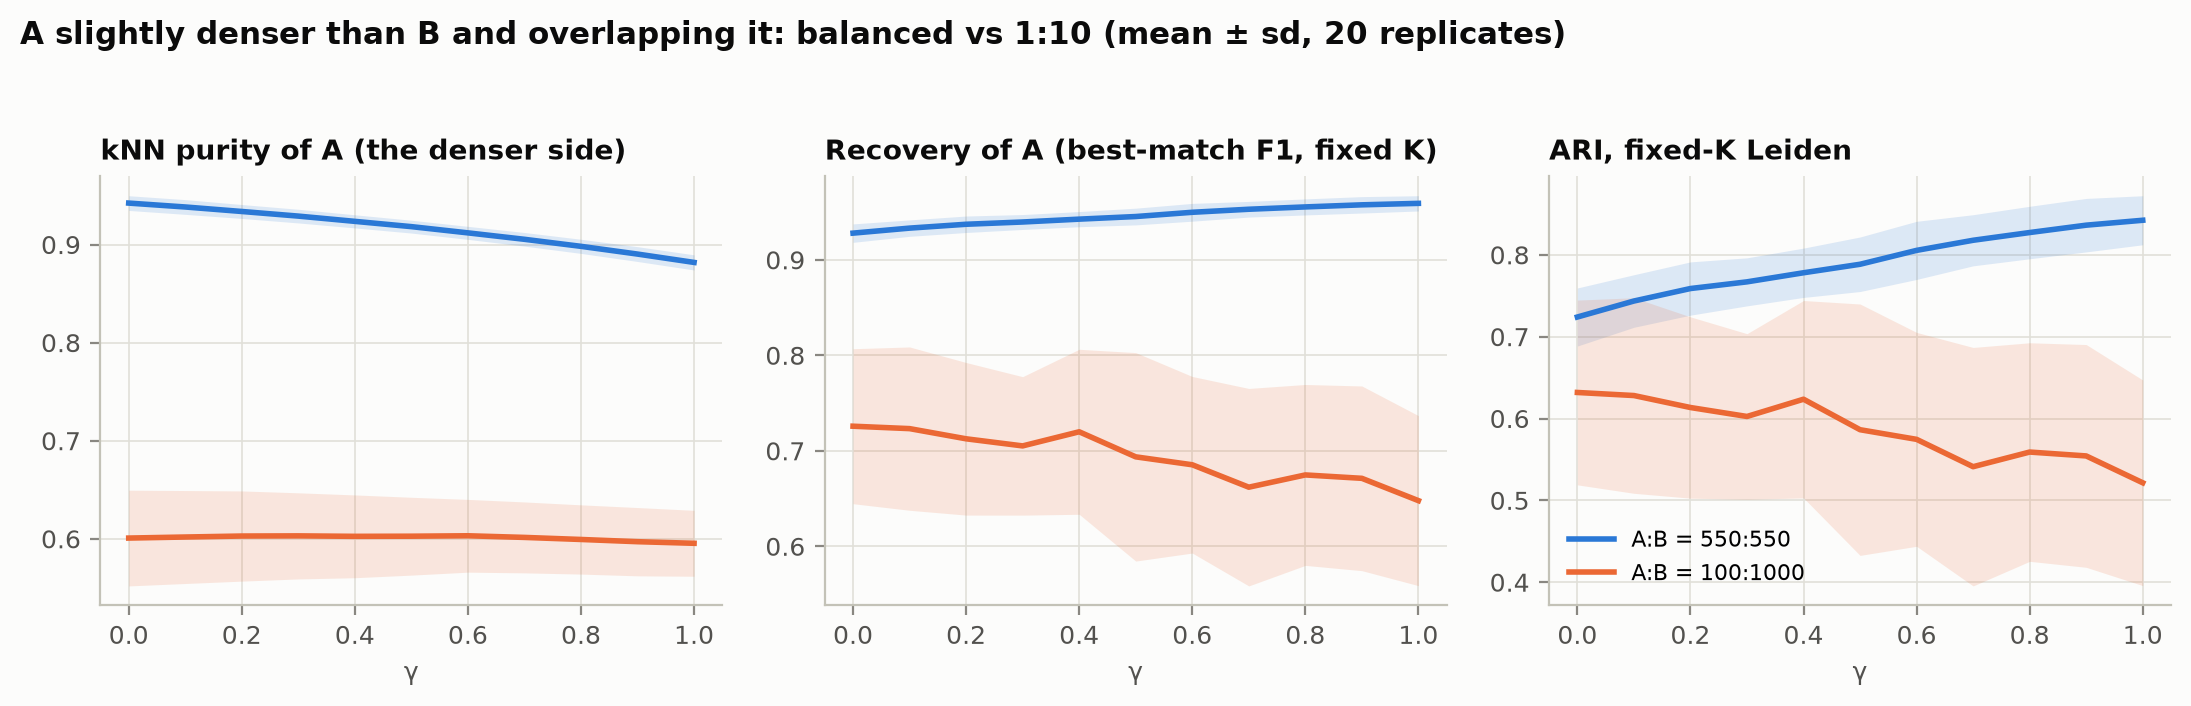 A slightly denser than B and overlapping it: balanced vs 1:10 (mean ± sd, 20 replicates)
kNN purity of A (the denser side)
0.9
0.8
0.7
0.6
0.0 0.2 0.4 0.6 0.8 1.0
γ
Recovery of A (best-match F1, fixed K)
0.9
0.8
0.7
0.6
0.0 0.2 0.4 0.6 0.8 1.0
γ
ARI, fixed-K Leiden
0.8
0.7
0.6
0.5
0.4
A:B = 550:550
A:B = 100:1000
0.0 0.2 0.4 0.6 0.8 1.0
γ